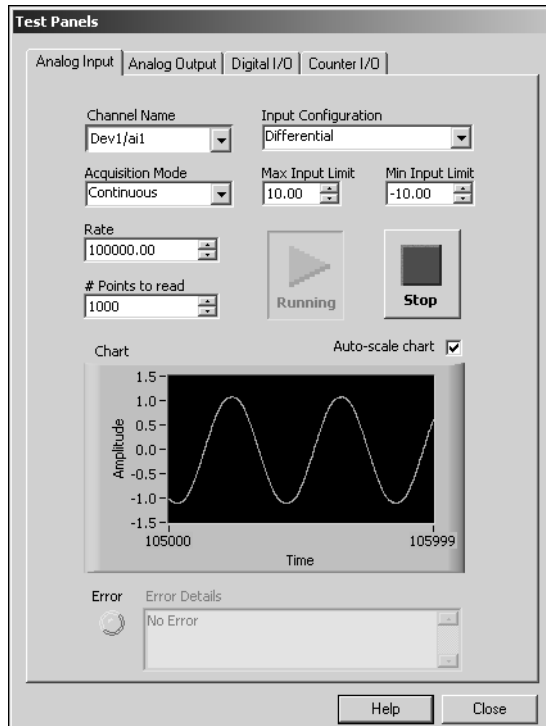 Test Panels
Analog Input Analog Output Digital I/O Counter I/O
Channel Name Input Configuration
Dev1/ai1 Differential
Acquisition Mode Max Input Limit Min Input Limit
Continuous 10.00 -10.00
Rate
100000.00
# Points to read
1000
Running Stop
Chart Auto-scale chart
1.5
1.0
0.5
0.0
-0.5
-1.0
-1.5
Amplitude
105000 105999
Time
Error Error Details
No Error
Help Close